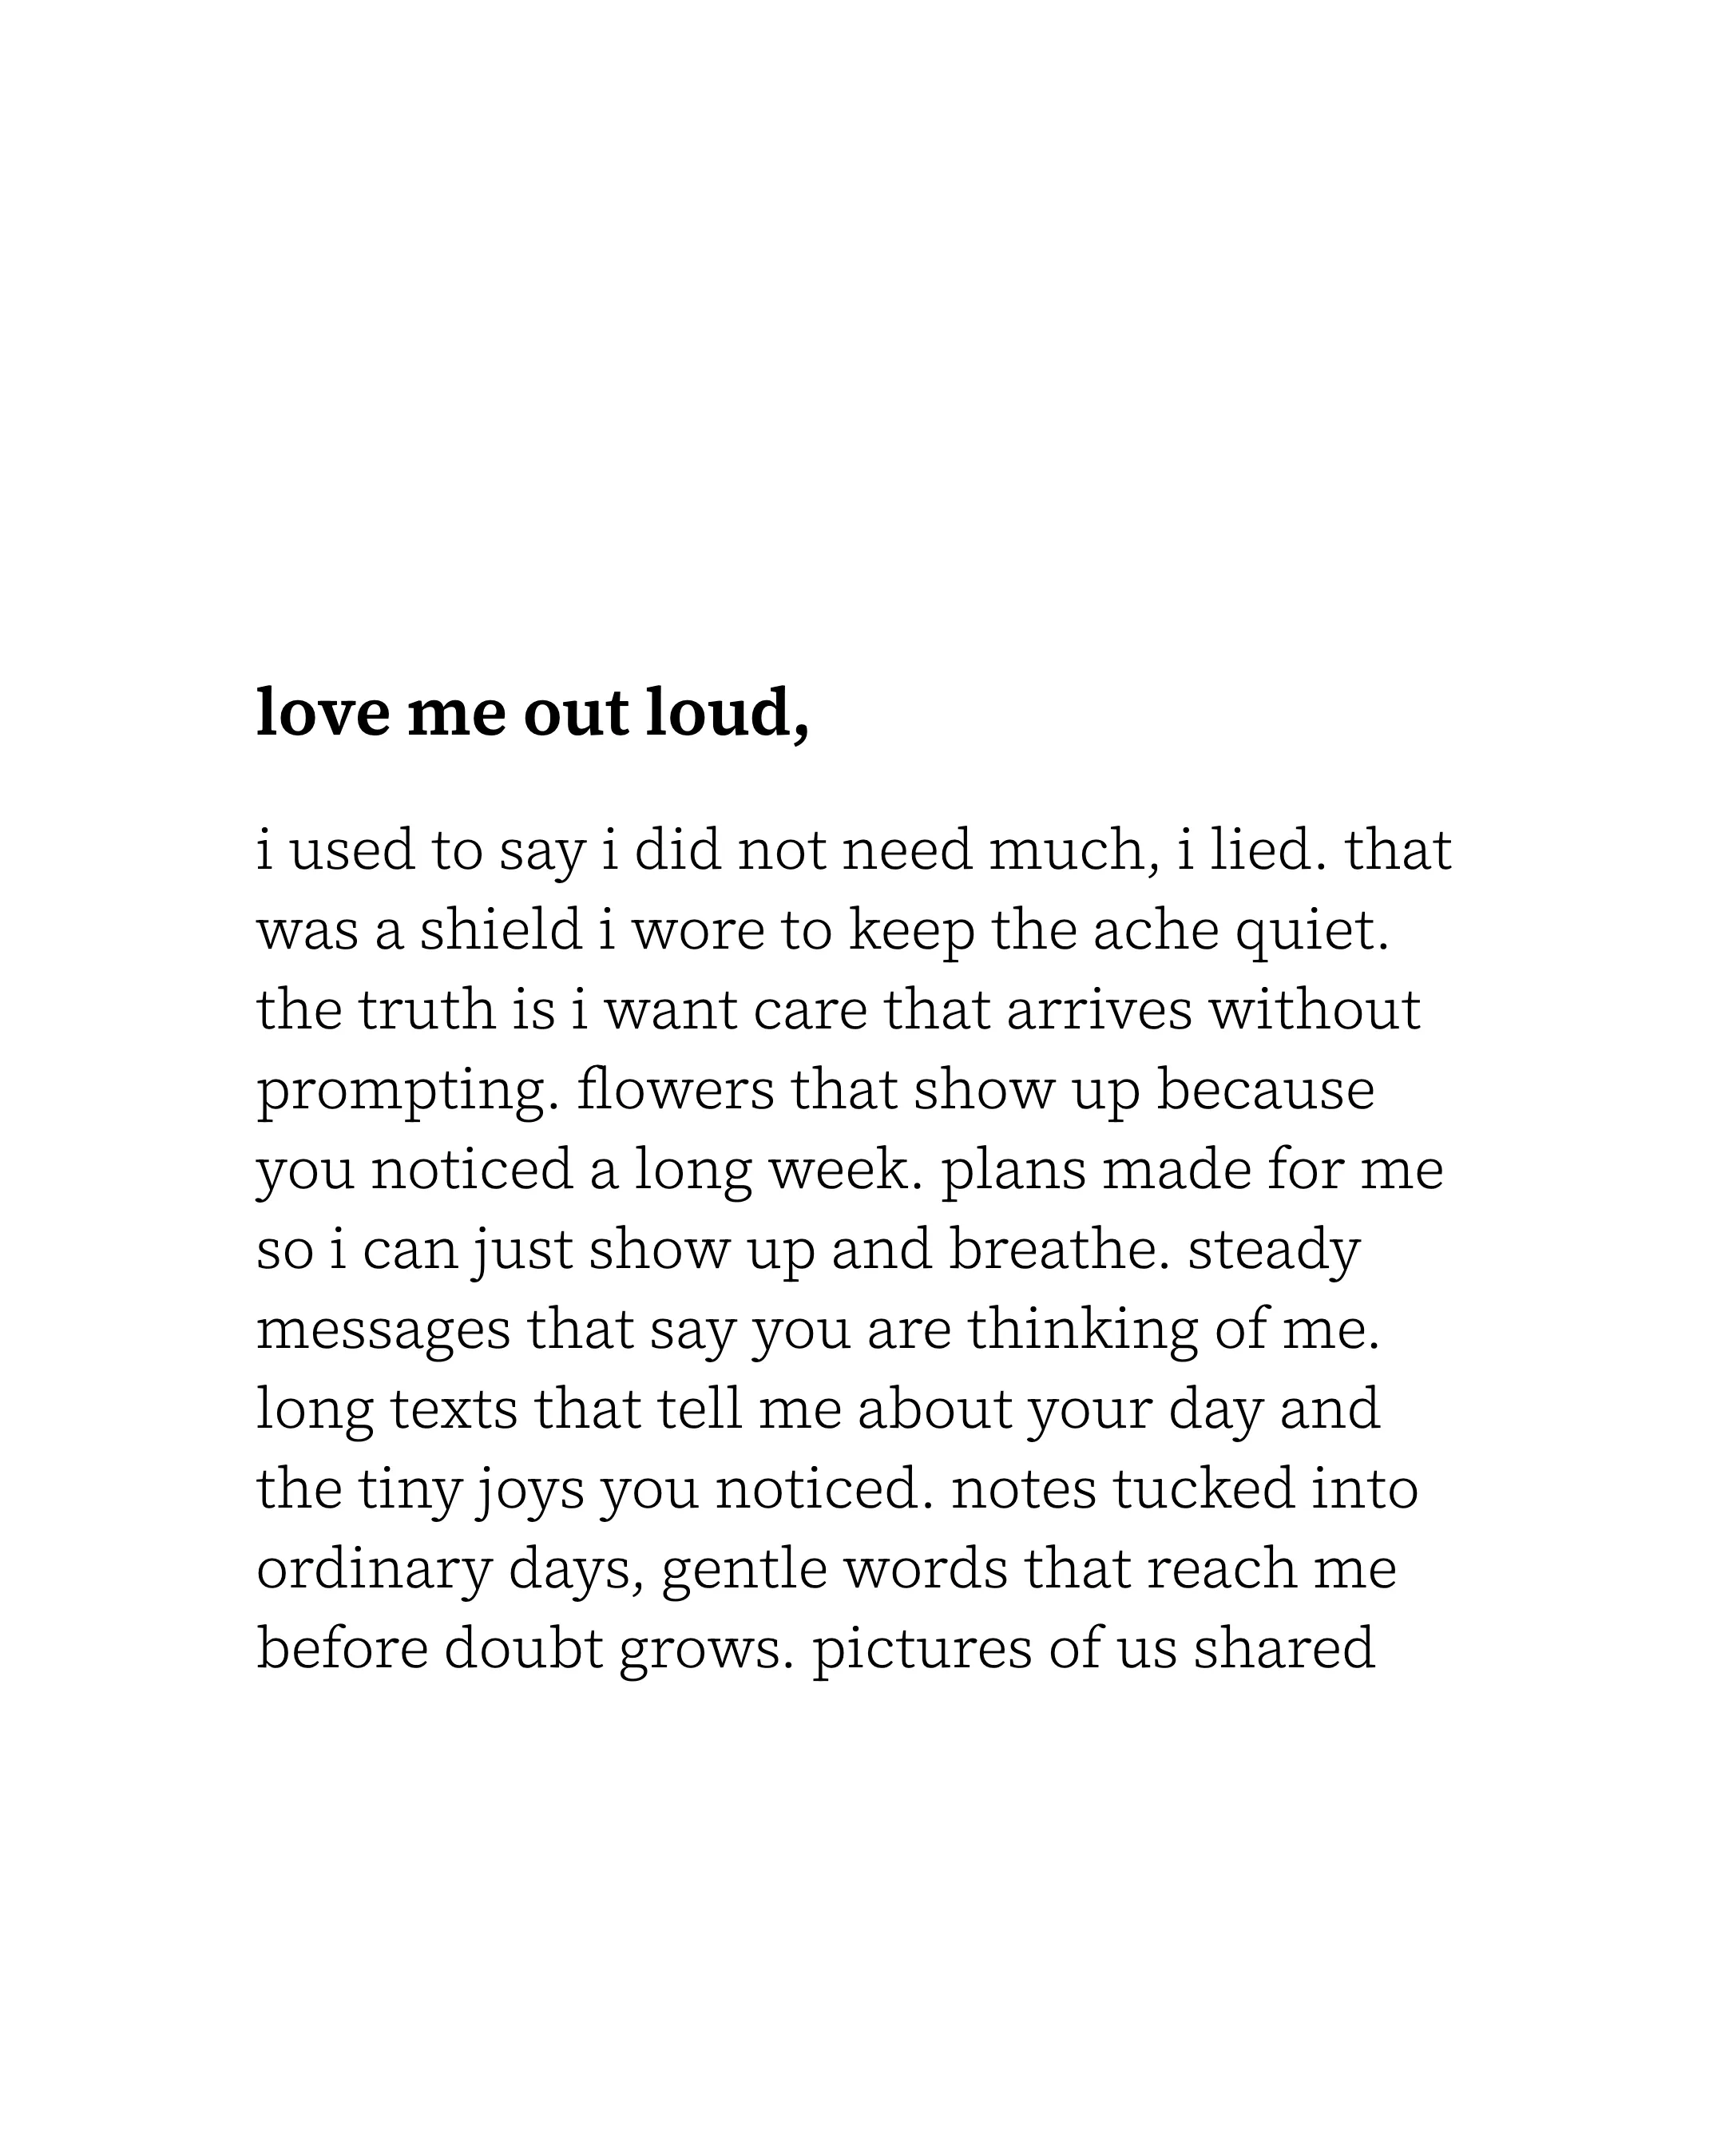 love me out loud,
i used to say i did not need much, i lied. that
was a shield i wore to keep the ache quiet.
the truth is i want care that arrives without
prompting. flowers that show up because
you noticed a long week. plans made for me
so i can just show up and breathe. steady
messages that say you are thinking of me.
long texts that tell me about your day and
the tiny joys you noticed. notes tucked into
ordinary days, gentle words that reach me
before doubt grows. pictures of us shared